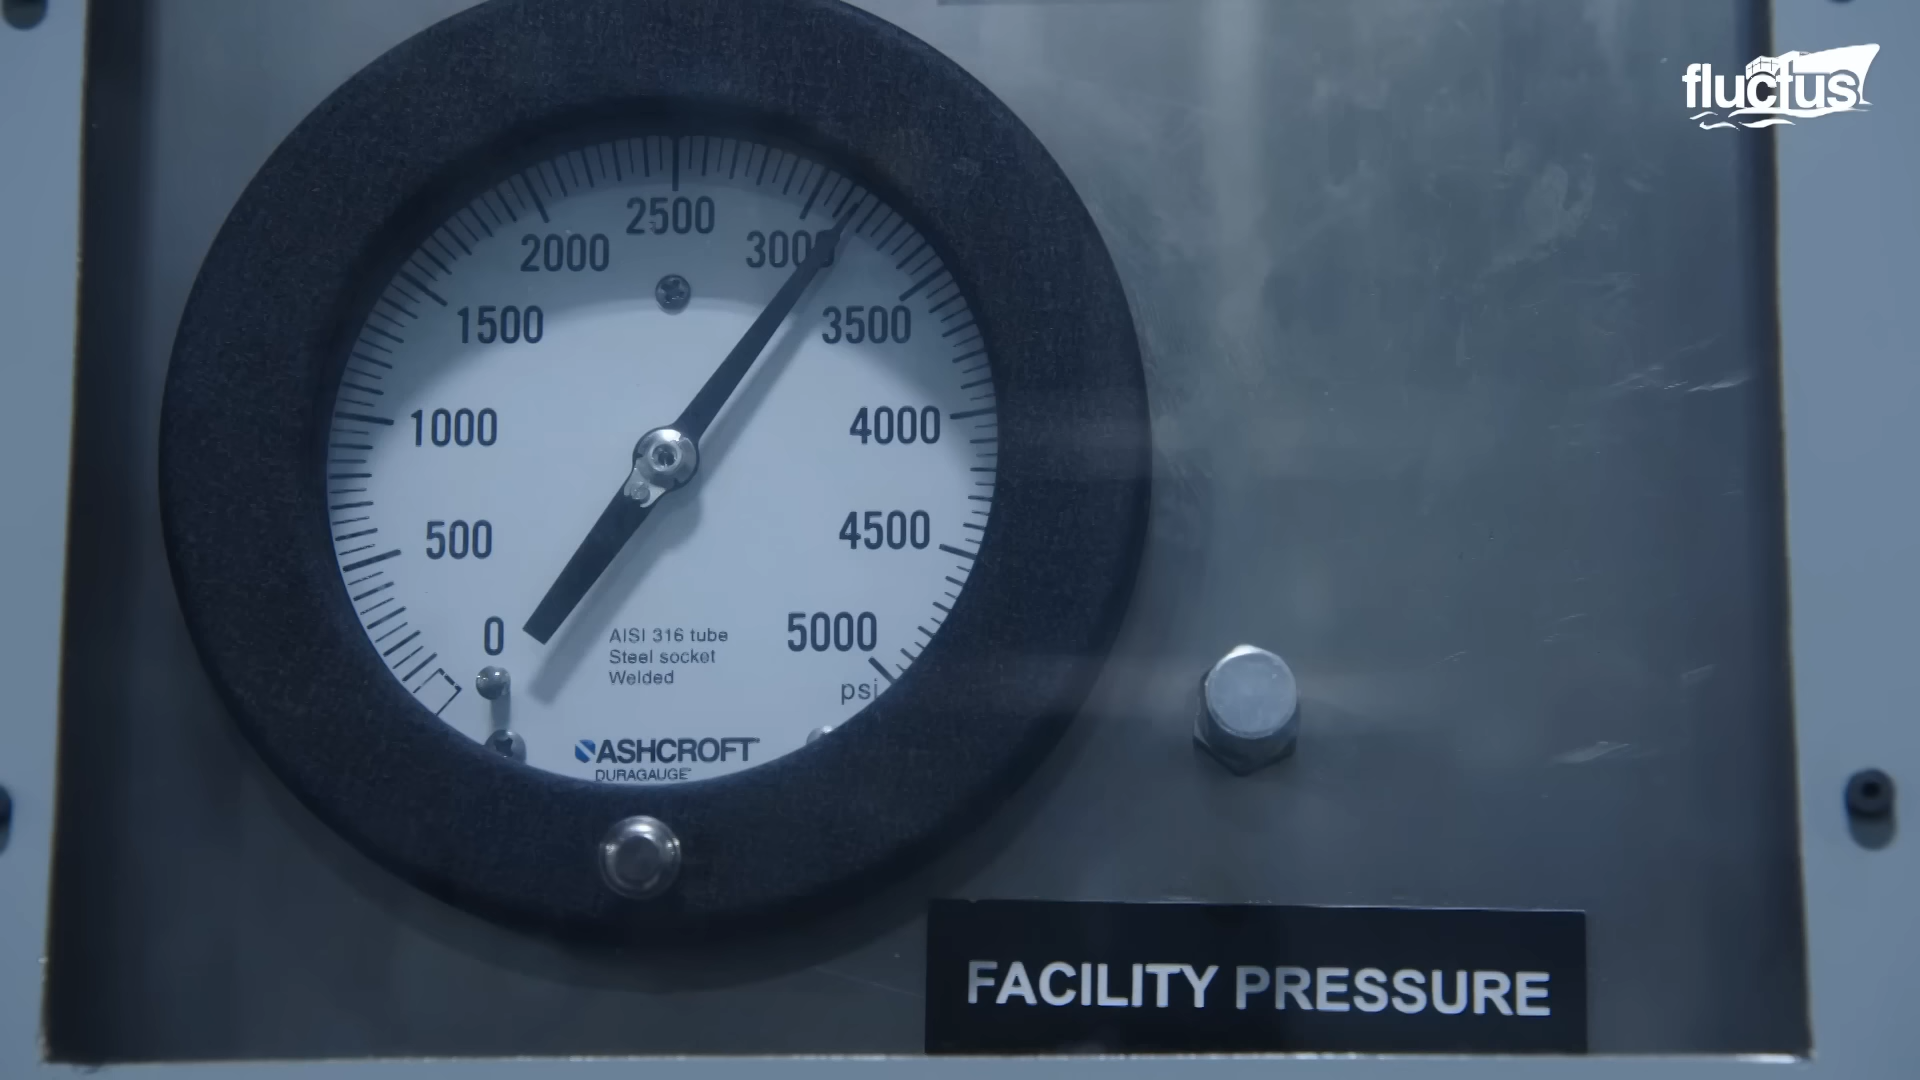 fluctus
2500
2000
3000
1500
3500
1000
4000
500
4500
0
5000
AISI 316 tube
Steel socket
Welded
psi
ASHCROFT
DURAGAUGE
FACILITY PRESSURE